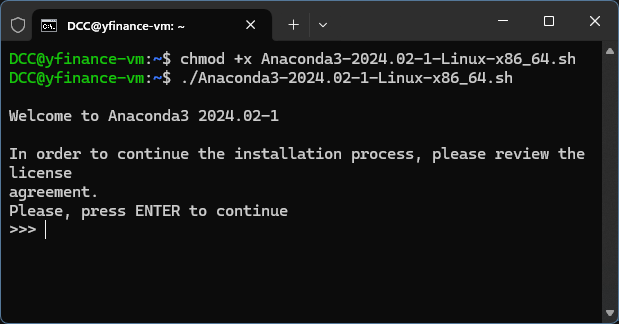 DCC@yfinance-vm: ~
DCC@yfinance-vm:~$ chmod +x Anaconda3-2024.02-1-Linux-x86_64.sh
DCC@yfinance-vm:~$ ./Anaconda3-2024.02-1-Linux-x86_64.sh
Welcome to Anaconda3 2024.02-1
In order to continue the installation process, please review the
license
agreement.
Please, press ENTER to continue
>>>